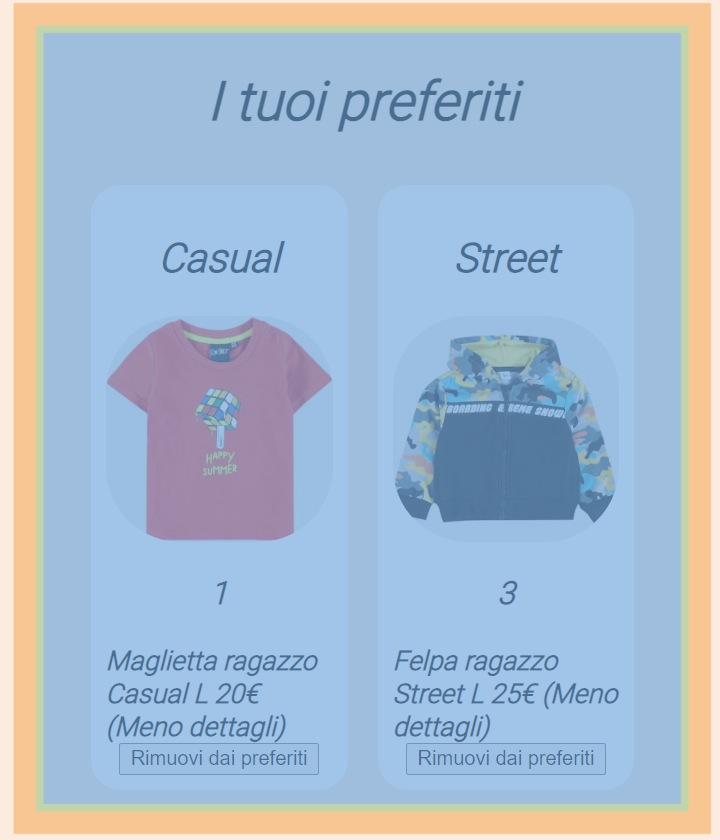 I tuoi preferiti
Casual
Street
HAPPY
SUMMER
BOARDING
1
3
Maglietta ragazzo
Casual L 20€
(Meno dettagli)
Rimuovi dai preferiti
Felpa ragazzo
Street L 25€ (Meno
dettagli)
Rimuovi dai preferiti